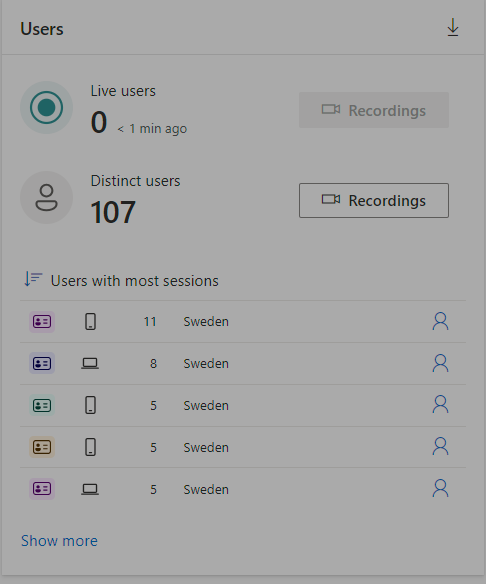 Users
Live users
0 < 1 min ago
Recordings
Distinct users
107
Recordings
Users with most sessions
11 Sweden
8 Sweden
5 Sweden
5 Sweden
5 Sweden
Show more